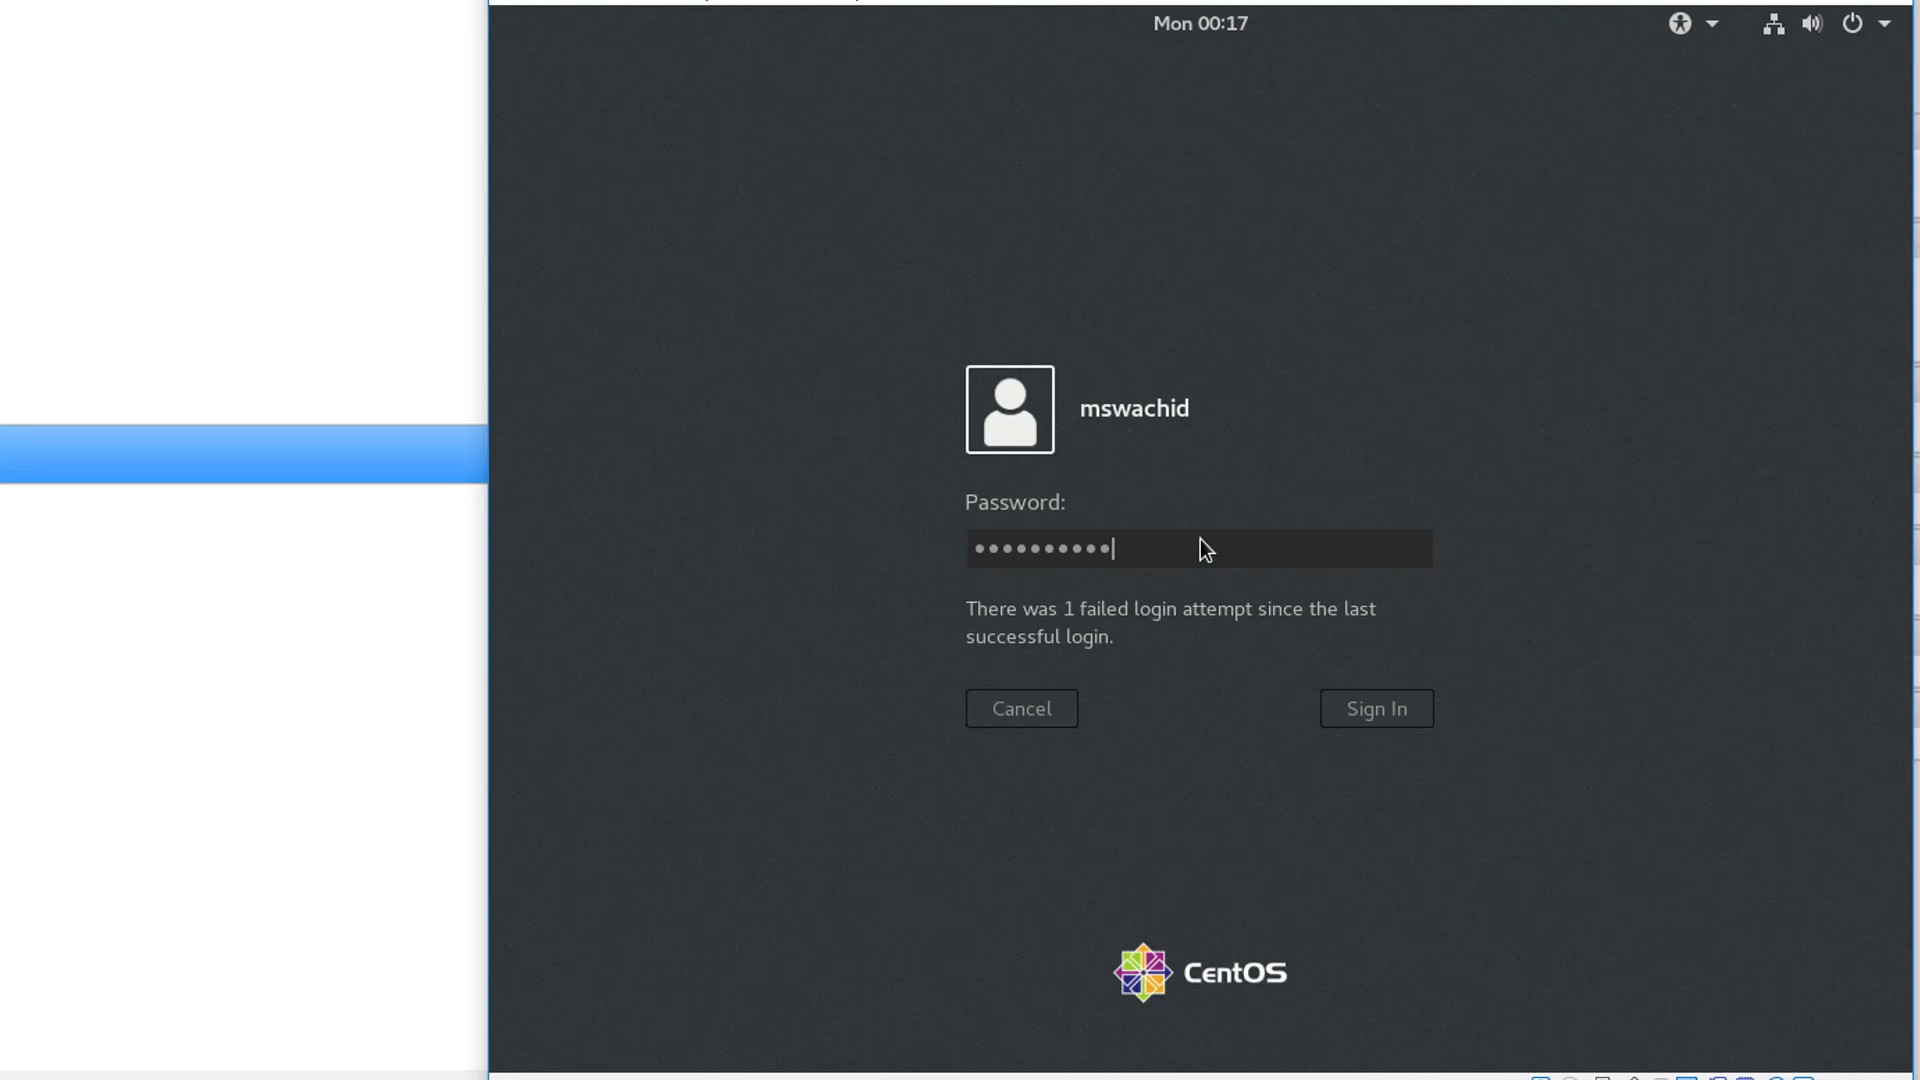 Mon 00:17
mswachid
Password:
There was 1 failed login attempt since the last
successful login.
Cancel
Sign In
CentOS